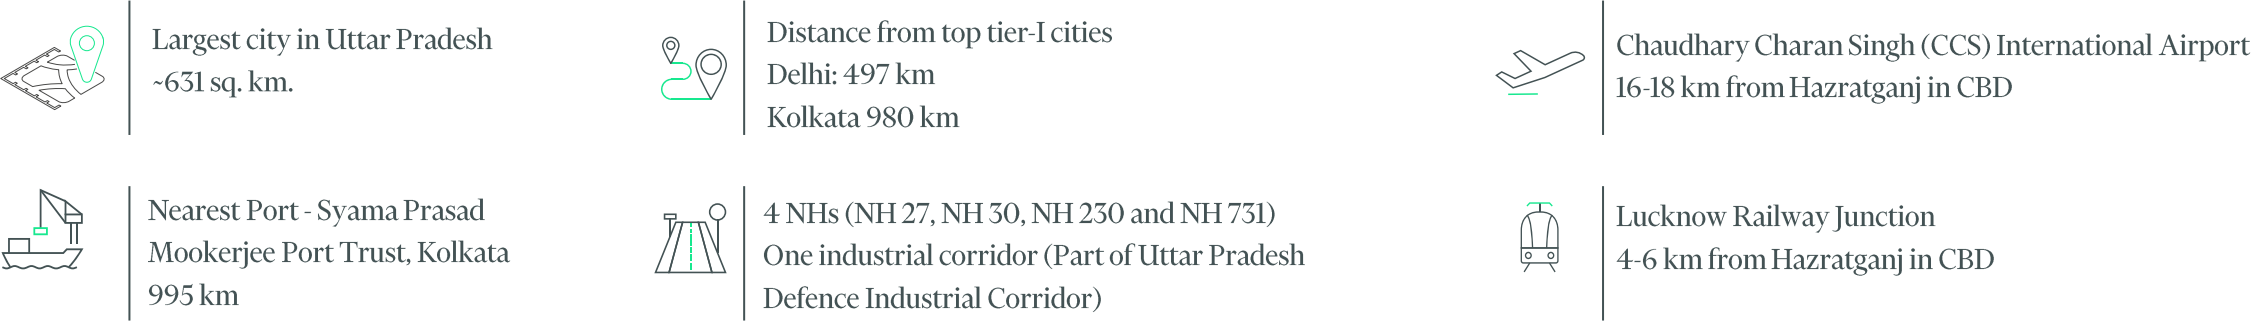 Largest city in Uttar Pradesh
~631 sq. km.
Distance from top tier-I cities
Delhi: 497 km
Kolkata 980 km
Chaudhary Charan Singh (CCS) International Airport
16-18 km from Hazratganj in CBD
Nearest Port - Syama Prasad
Mookerjee Port Trust, Kolkata
995 km
4 NHs (NH 27, NH 30, NH 230 and NH 731)
One industrial corridor (Part of Uttar Pradesh
Defence Industrial Corridor)
Lucknow Railway Junction
4-6 km from Hazratganj in CBD